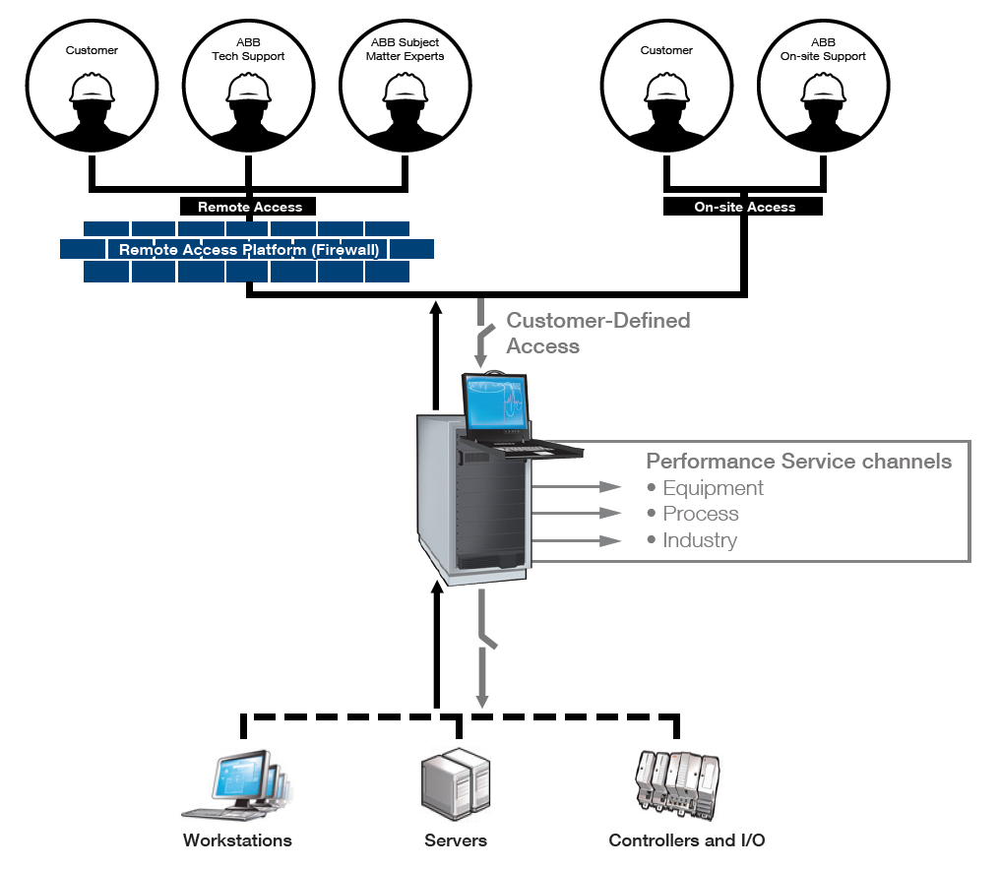 Customer
ABB
Tech Support
ABB Subject
Matter Experts
Customer
ABB
On-site Support
Remote Access
On-site Access
Remote Access Platform (Firewall)
Customer-Defined
Access
Performance Service channels
• Equipment
• Process
• Industry
Workstations
Servers
Controllers and I/O